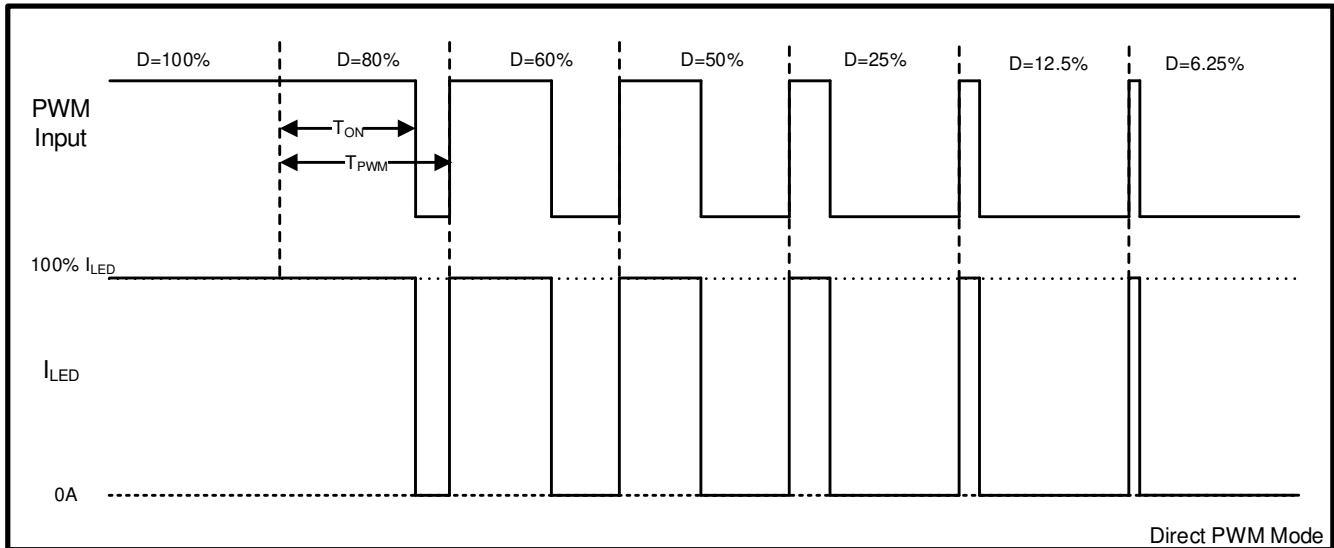 D=100%
D=80%
D=60%
D=50%
D=25%
D=12.5%
D=6.25%
PWM
Input
TON
TPWM
100% ILED
ILED
0A
Direct PWM Mode